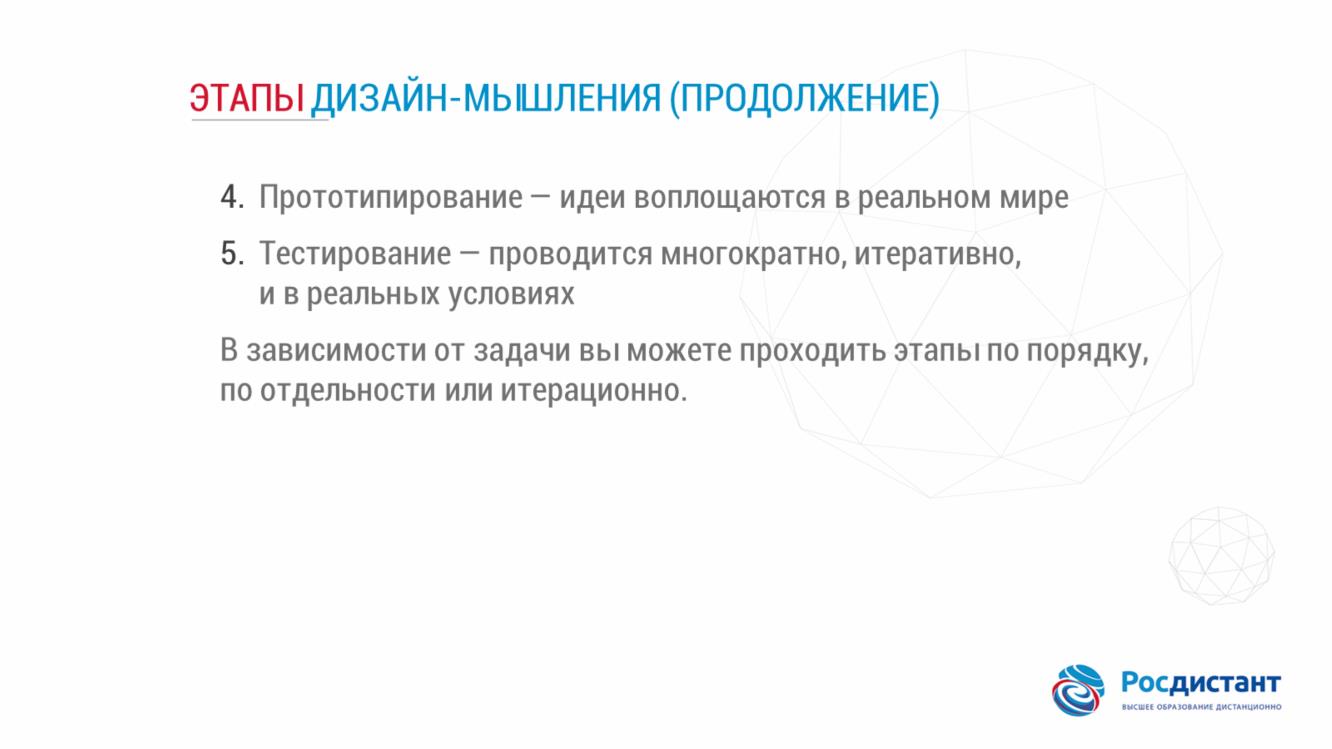 ЭТАПЫ ДИЗАЙН-МЫШЛЕНИЯ (ПРОДОЛЖЕНИЕ)
4. Прототипирование — идеи воплощаются в реальном мире
5. Тестирование — проводится многократно, итеративно,
и в реальных условиях
В зависимости от задачи вы можете проходить этапы по порядку,
по отдельности или итерационно.
Росдистант
ВЫСШЕЕ ОБРАЗОВАНИЕ ДИСТАНЦИОННО